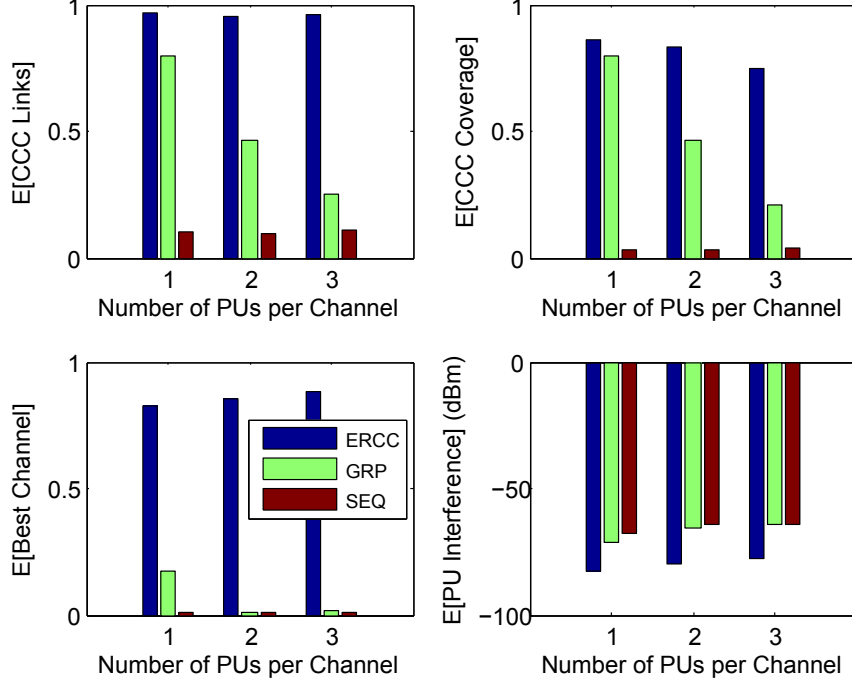 1
0.5
0
E[CCC Links]
1
2
3
Number of PUs per Channel
1
0.5
0
E[CCC Coverage]
1
2
3
Number of PUs per Channel
1
0.5
0
E[Best Channel]
ERCC
GRP
SEQ
1
2
3
Number of PUs per Channel
0
−50
−100
E[PU Interference] (dBm)
1
2
3
Number of PUs per Channel